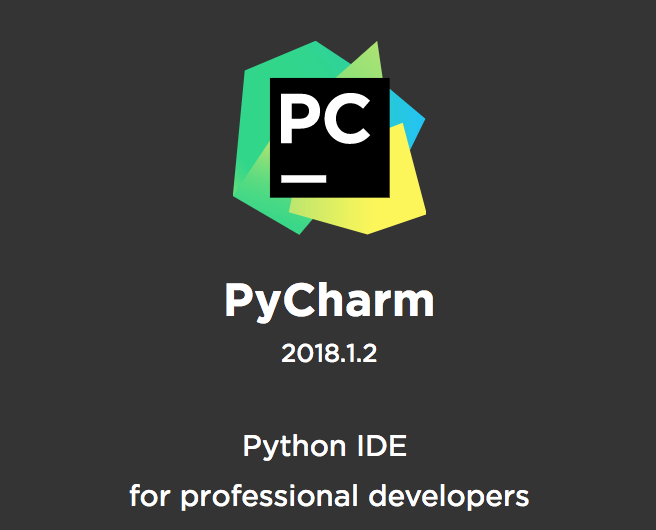 PC
PyCharm
2018.1.2
Python IDE
for professional developers